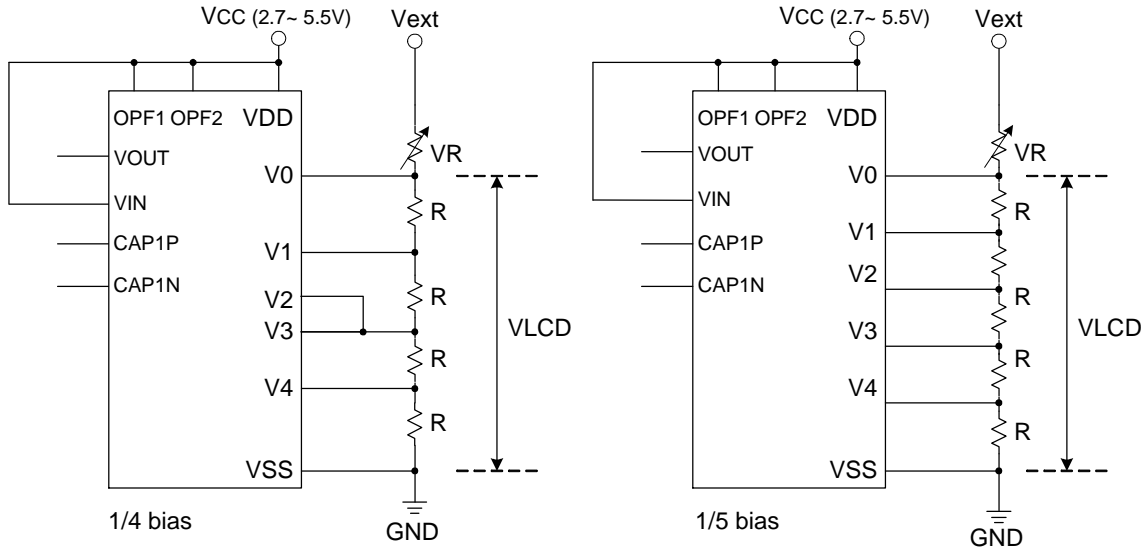 VCC (2.7~ 5.5V)
Vext
OPF1 OPF2 VDD
VOUT
VR
V0
VIN
R
CAP1P
V1
CAP1N
V2
R
V3
VLCD
R
V4
R
VSS
1/4 bias
GND
VCC (2.7~ 5.5V)
Vext
OPF1 OPF2 VDD
VOUT
VR
V0
VIN
R
V1
CAP1P
R
V2
CAP1N
R
V3
VLCD
R
V4
R
VSS
1/5 bias
GND